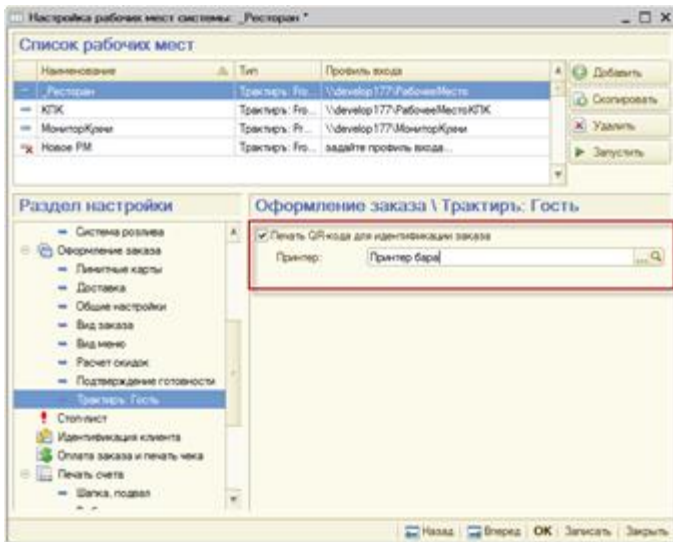 Настройка рабочих мест системы: _Ресторан *
Список рабочих мест
Наименование Тип Профиль входа
_Ресторан Трактиръ: Fro... \\develop177\РабочееМесто
КПК Трактиръ: Fro... \\develop177\РабочееМестоКПК
МониторКухни Трактиръ: Fr... \\develop177\МониторКухни
Новое РМ Трактиръ: Fro... задайте профиль входа...
Добавить
Скопировать
Удалить
Запустить
Раздел настройки
Система розлива
Оформление заказа
Лимитные карты
Доставка
Общие настройки
Вид заказа
Вид меню
Расчет скидок
Подтверждение готовности
Трактиръ: Гость
Стоп-лист
Идентификация клиента
Оплата заказа и печать чека
Печать счета
Шапка, подвал
Оформление заказа \ Трактиръ: Гость
Печать QR-кода для идентификации заказа
Принтер: Принтер бара ...
Назад Вперед OK Записать Закрыть